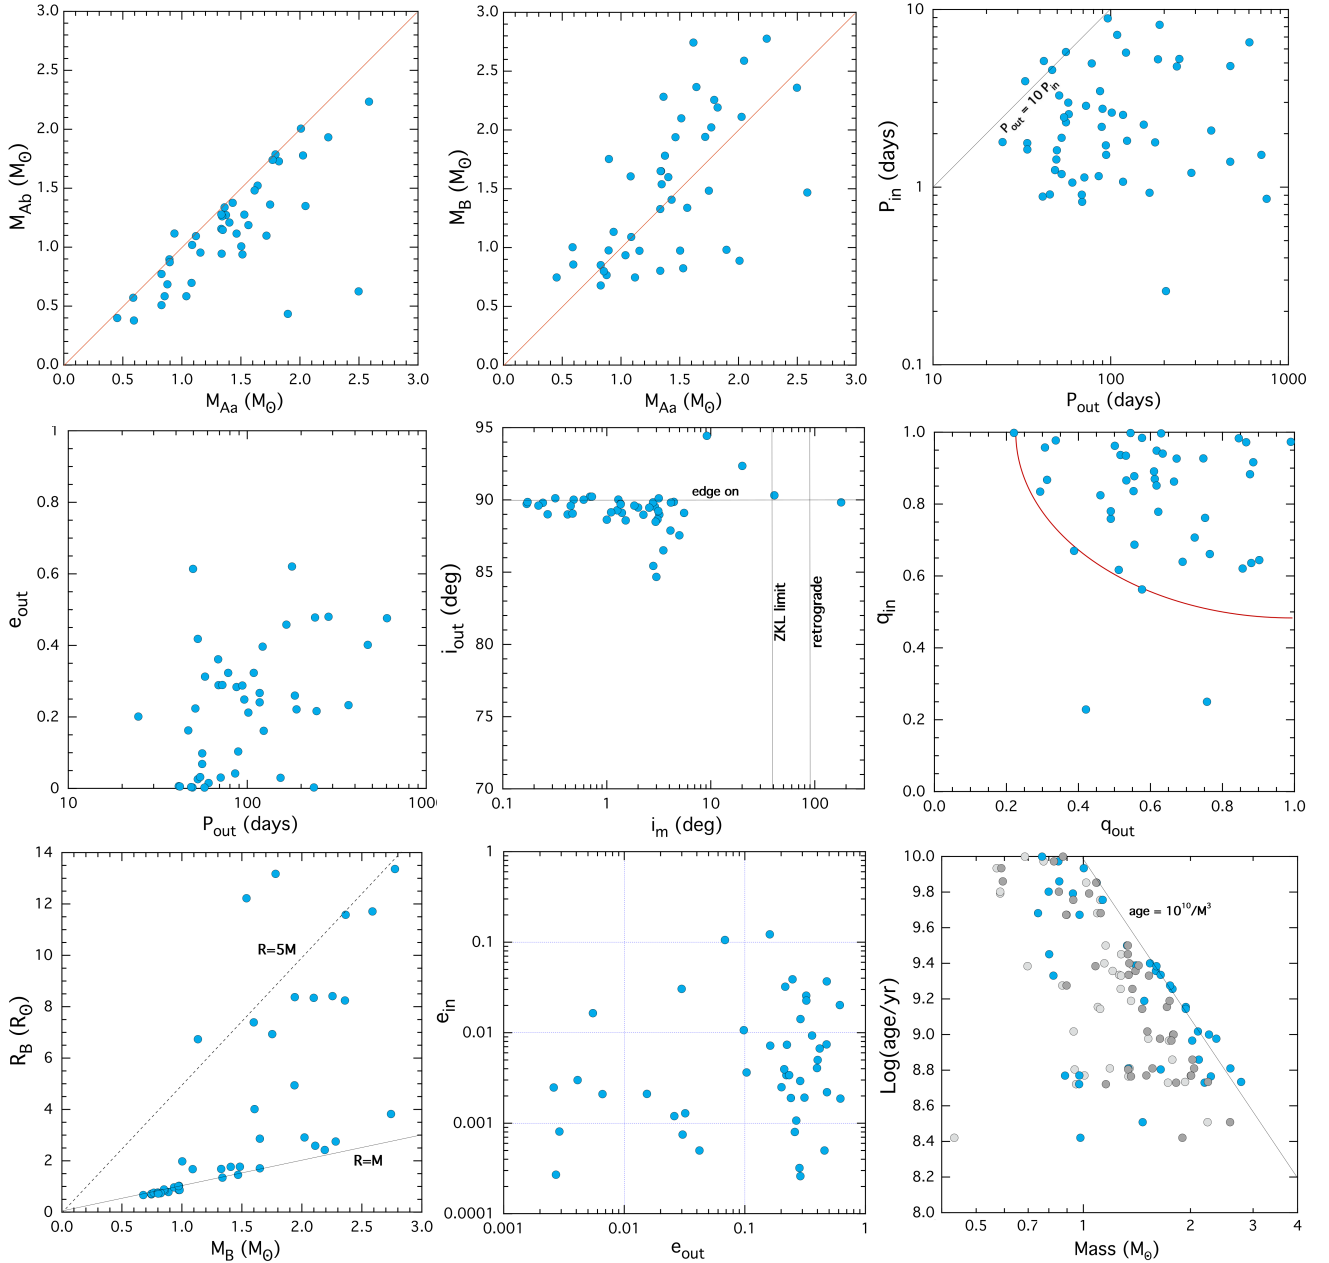 3.0
2.5
2.0
1.5
1.0
0.5
0.0
M_Ab (M_⊙)
0.0 0.5 1.0 1.5 2.0 2.5 3.0
M_Aa (M_⊙)
3.0
2.5
2.0
1.5
1.0
0.5
0.0
M_B (M_⊙)
0.0 0.5 1.0 1.5 2.0 2.5 3.0
M_Aa (M_⊙)
10
1
0.1
P_in (days)
P_out = 10 P_in
10 100 1000
P_out (days)
1
0.8
0.6
0.4
0.2
0
e_out
10 100 100
P_out (days)
95
90
85
80
75
70
i_out (deg)
edge on
ZKL limit
retrograde
0.1 1 10 100
i_m (deg)
1.0
0.8
0.6
0.4
0.2
0.0
q_in
0.0 0.2 0.4 0.6 0.8 1.0
q_out
14
12
10
8
6
4
2
0
R_B (R_⊙)
R=5M
R=M
0.0 0.5 1.0 1.5 2.0 2.5 3.0
M_B (M_⊙)
1
0.1
0.01
0.001
0.0001
e_in
0.001 0.01 0.1 1
e_out
10.0
9.8
9.6
9.4
9.2
9.0
8.8
8.6
8.4
8.2
8.0
Log(age/yr)
age = 10^10/M^3
0.5 0.7 1 2 3 4
Mass (M_⊙)